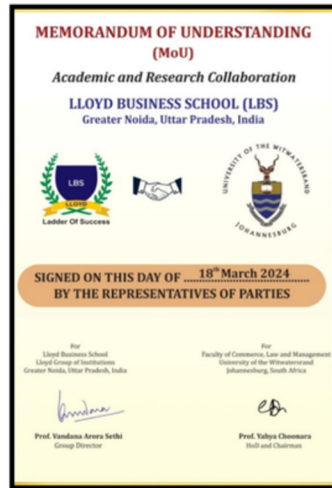 MEMORANDUM OF UNDERSTANDING
(MoU)
Academic and Research Collaboration
LLOYD BUSINESS SCHOOL (LBS)
Greater Noida, Uttar Pradesh, India
LBS
LLOYD
Ladder Of Success
UNIVERSITY OF THE WITWATERSRAND
JOHANNESBURG
SIGNED ON THIS DAY OF 18th March 2024
BY THE REPRESENTATIVES OF PARTIES
For
Lloyd Business School
Lloyd Group of Institutions
Greater Noida, Uttar Pradesh, India
Vandana
Prof. Vandana Arora Sethi
Group Director
For
Faculty of Commerce, Law and Management
University of the Witwatersrand
Johannesburg, South Africa
Prof. Yahya Choonara
HoD and Chairman